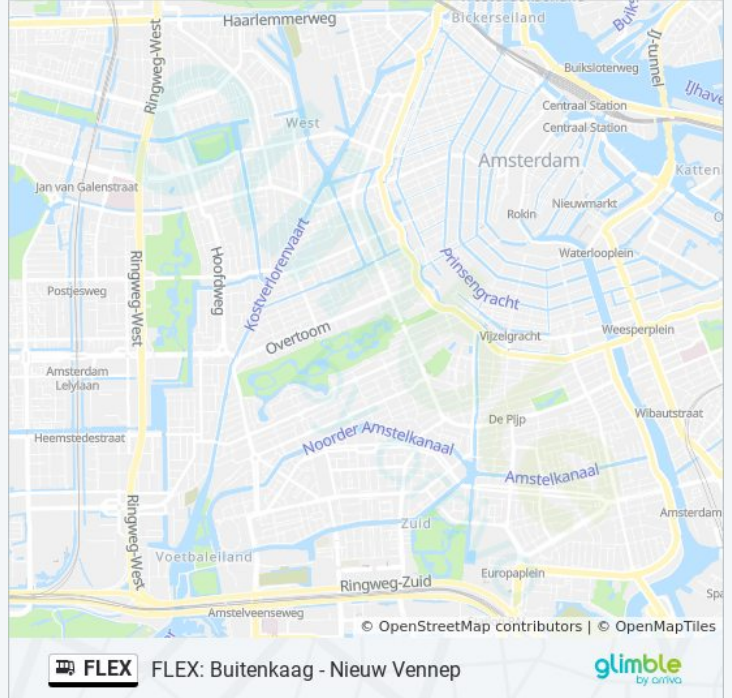 Haarlemmerweg
Bickerseiland
Buiks
IJ-tunnel
Buiksloterweg
Ringweg-West
IJhave
Centraal Station
Centraal Station
West
Amsterdam
Katten
Jan van Galenstraat
Nieuwmarkt
Rokin
O
Kostverlorenvaart
Hoofdweg
Waterlooplein
Ringweg-West
Prinsengracht
Postjesweg
Overtoom
Vijzelgracht
Weesperplein
Amsterdam
Lelylaan
De Pijp
Wibautstraat
Heemstedestraat
Noorder Amstelkanaal
Amstelkanaal
Ringweg-West
Zuid
Amsterdam
Voetbaleiland
Europaplein
Ringweg-Zuid
Spa
Amstelveenseweg
© OpenStreetMap contributors | © OpenMapTiles
FLEX FLEX: Buitenkaag - Nieuw Vennep
glimble
by arriva